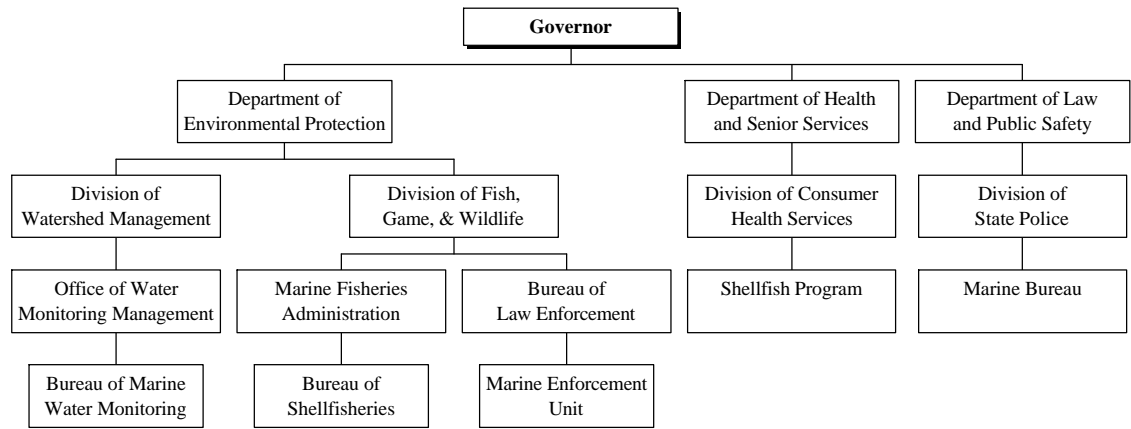 Governor
Department of
Environmental Protection
Department of Health
and Senior Services
Department of Law
and Public Safety
Division of
Watershed Management
Division of Fish,
Game, & Wildlife
Division of Consumer
Health Services
Division of
State Police
Office of Water
Monitoring Management
Marine Fisheries
Administration
Bureau of
Law Enforcement
Shellfish Program
Marine Bureau
Bureau of Marine
Water Monitoring
Bureau of
Shellfisheries
Marine Enforcement
Unit